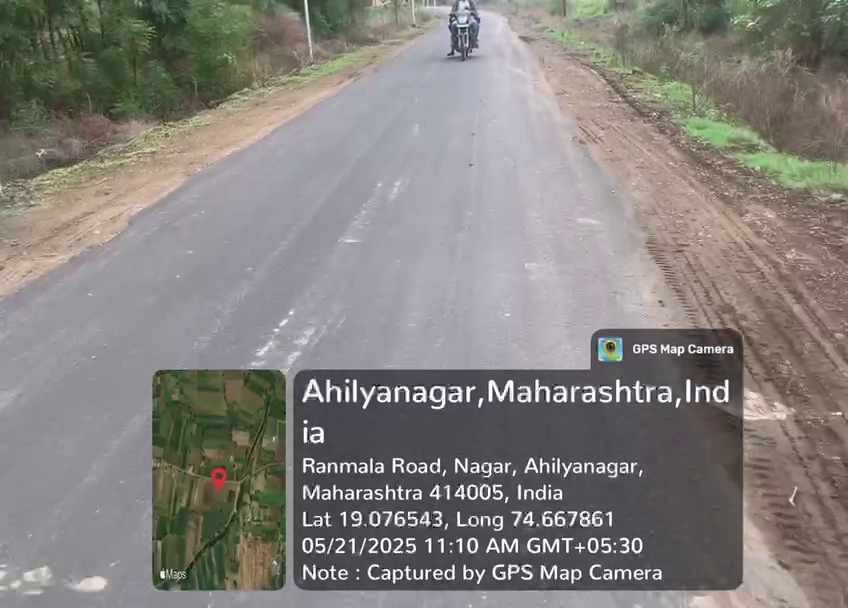 GPS Map Camera
Ahilyanagar,Maharashtra,Ind
ia
Ranmala Road, Nagar, Ahilyanagar,
Maharashtra 414005, India
Lat 19.076543, Long 74.667861
05/21/2025 11:10 AM GMT+05:30
Note : Captured by GPS Map Camera
Maps